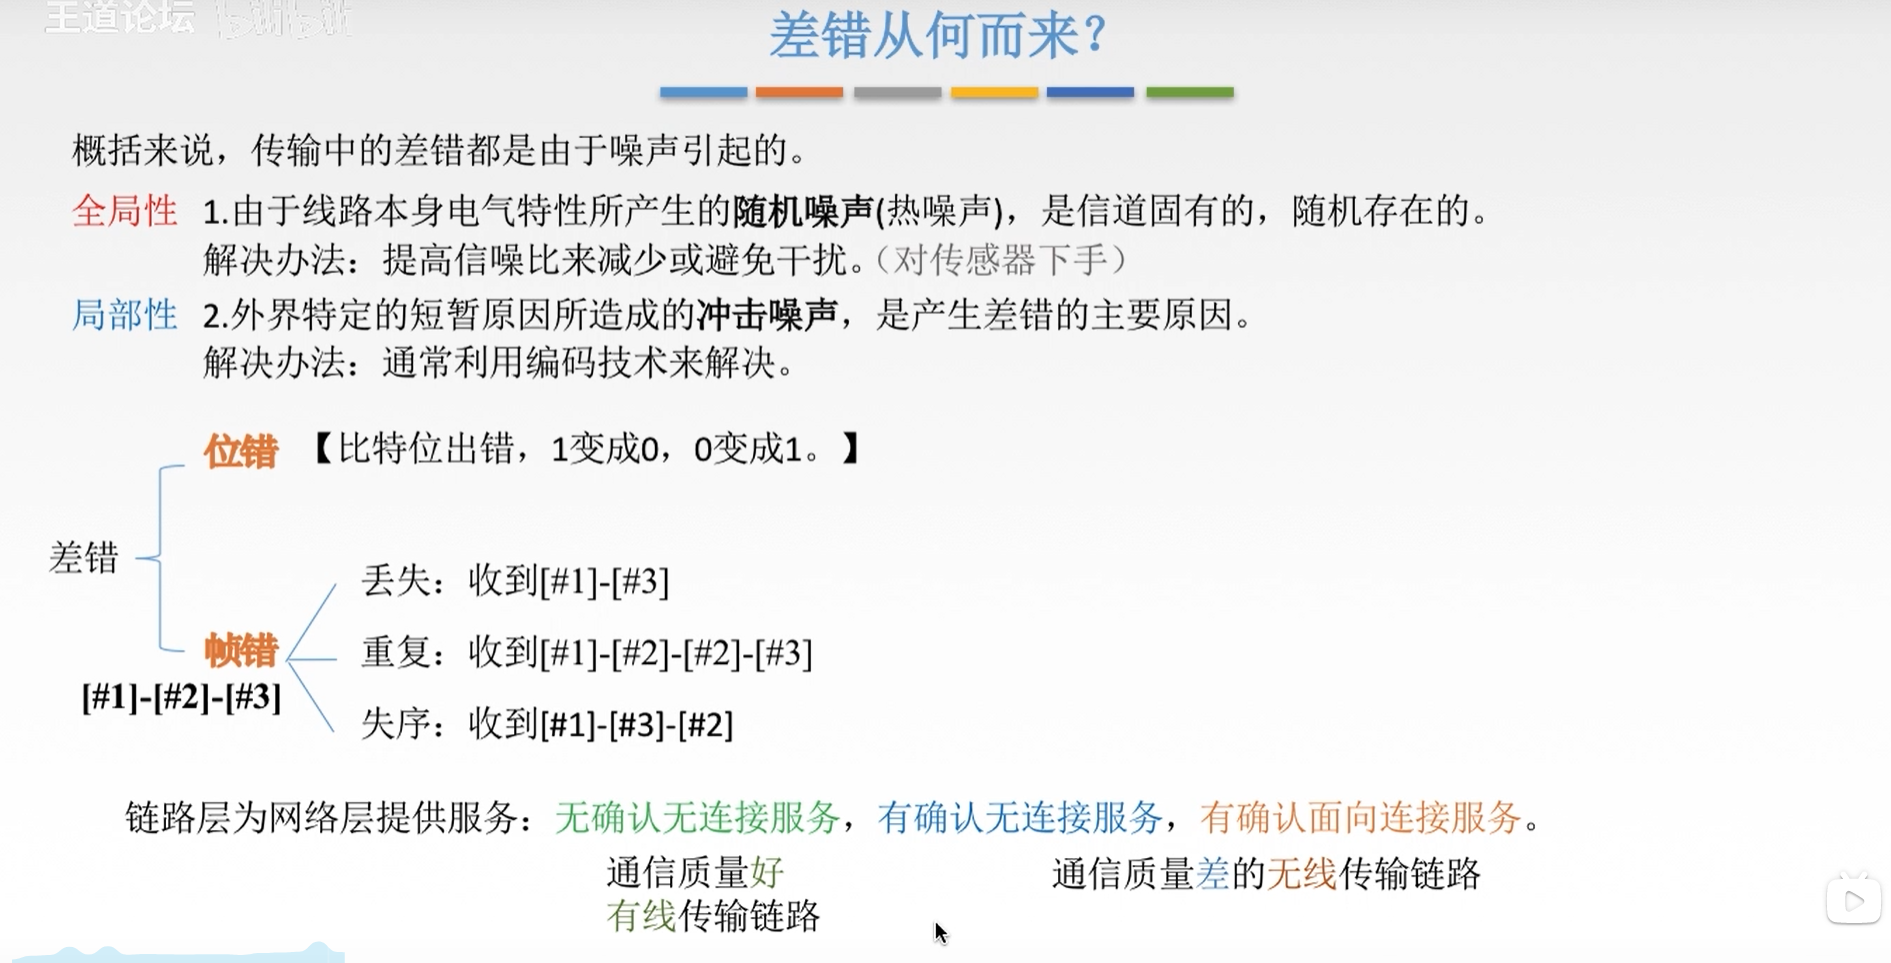 王道论坛 bilibili
差错从何而来？
概括来说，传输中的差错都是由于噪声引起的。
全局性 1.由于线路本身电气特性所产生的随机噪声(热噪声)，是信道固有的，随机存在的。
解决办法：提高信噪比来减少或避免干扰。（对传感器下手）
局部性 2.外界特定的短暂原因所造成的冲击噪声，是产生差错的主要原因。
解决办法：通常利用编码技术来解决。
位错 【比特位出错，1变成0，0变成1。】
差错
丢失：收到[#1]-[#3]
帧错 重复：收到[#1]-[#2]-[#2]-[#3]
[#1]-[#2]-[#3]
失序：收到[#1]-[#3]-[#2]
链路层为网络层提供服务：无确认无连接服务，有确认无连接服务，有确认面向连接服务。
通信质量好 通信质量差的无线传输链路
有线传输链路